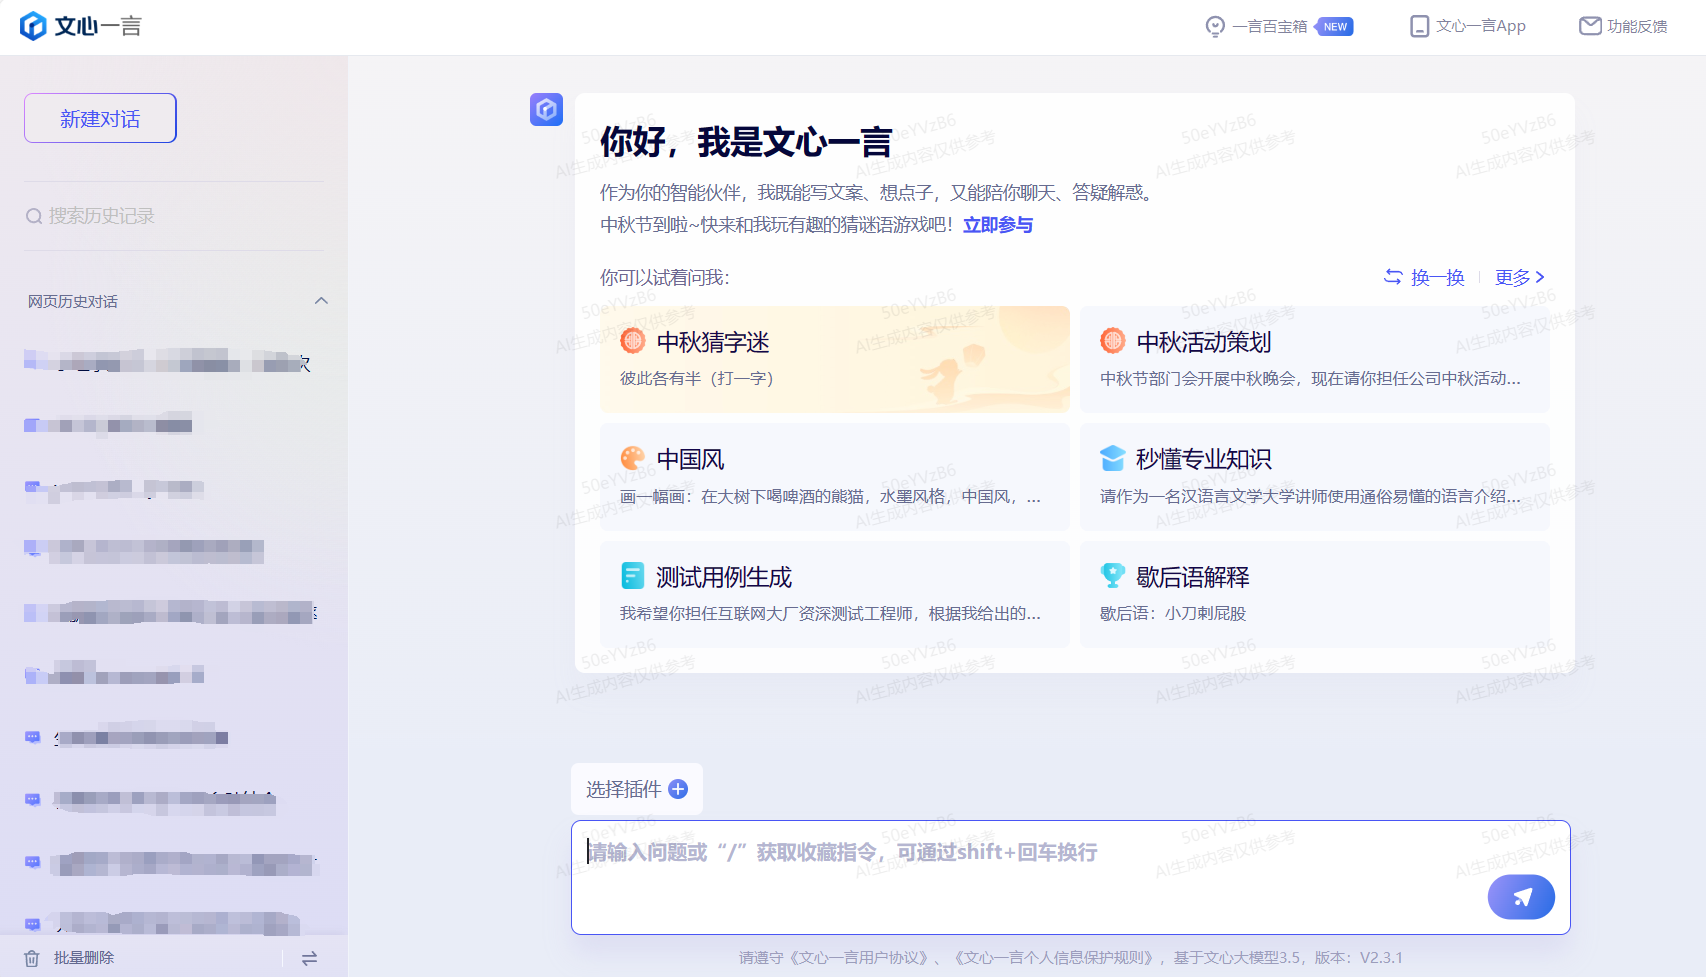 文心一言
一言百宝箱 NEW
文心一言App
功能反馈
新建对话
搜索历史记录
网页历史对话
批量删除
你好，我是文心一言
作为你的智能伙伴，我既能写文案、想点子，又能陪你聊天、答疑解惑。
中秋节到啦~快来和我玩有趣的猜谜语游戏吧！立即参与
你可以试着问我：
换一换
更多
中秋猜字迷
彼此各有半（打一字）
中秋活动策划
中秋节部门会开展中秋晚会，现在请你担任公司中秋活动...
中国风
画一幅画：在大树下喝啤酒的熊猫，水墨风格，中国风，...
秒懂专业知识
请作为一名汉语言文学大学讲师使用通俗易懂的语言介绍...
测试用例生成
我希望你担任互联网大厂资深测试工程师，根据我给出的...
歇后语解释
歇后语：小刀剌屁股
选择插件
请输入问题或“/”获取收藏指令，可通过shift+回车换行
请遵守《文心一言用户协议》、《文心一言个人信息保护规则》，基于文心大模型3.5，版本：V2.3.1
50eYVzB6
AI生成内容仅供参考